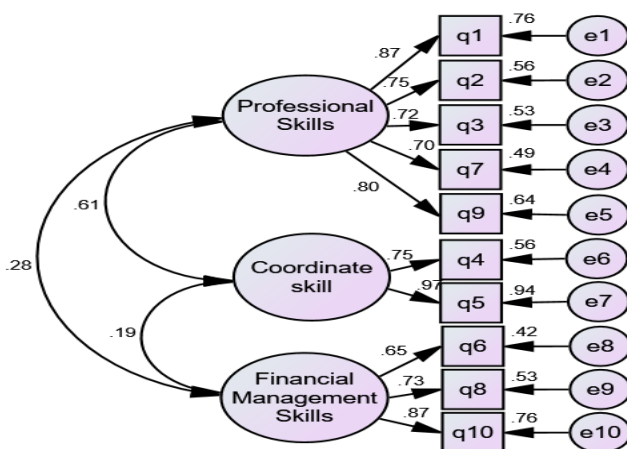 .76
q1
e1
.87
.56
q2
e2
.75
Professional
Skills
.53
.72
q3
e3
.70
.49
q7
e4
.80
.64
q9
e5
.61
.28
.56
.75
q4
e6
Coordinate
skill
.97
.94
q5
e7
.19
.42
.65
q6
e8
Financial
Management
Skills
.53
.73
q8
e9
.87
.76
q10
e10